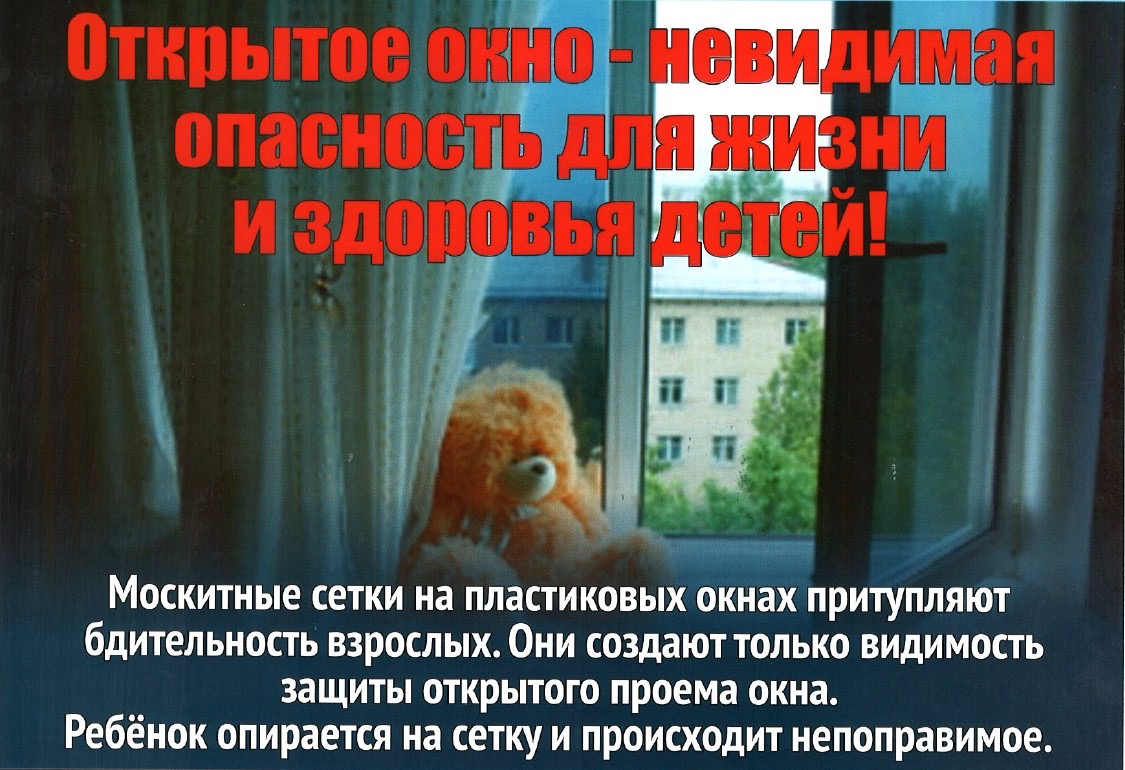 Открытое окно - невидимая
опасность для жизни
и здоровья детей!
Москитные сетки на пластиковых окнах притупляют
бдительность взрослых. Они создают только видимость
защиты открытого проема окна.
Ребёнок опирается на сетку и происходит непоправимое.